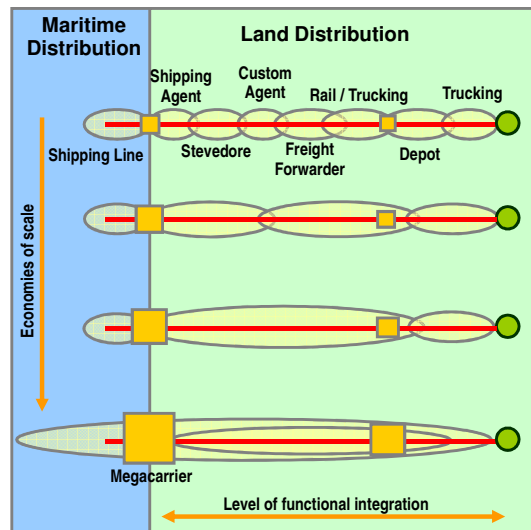 Maritime
Distribution
Land Distribution
Shipping
Agent
Custom
Agent
Rail / Trucking
Trucking
Shipping Line
Stevedore
Freight
Forwarder
Depot
Economies of scale
Megacarrier
Level of functional integration